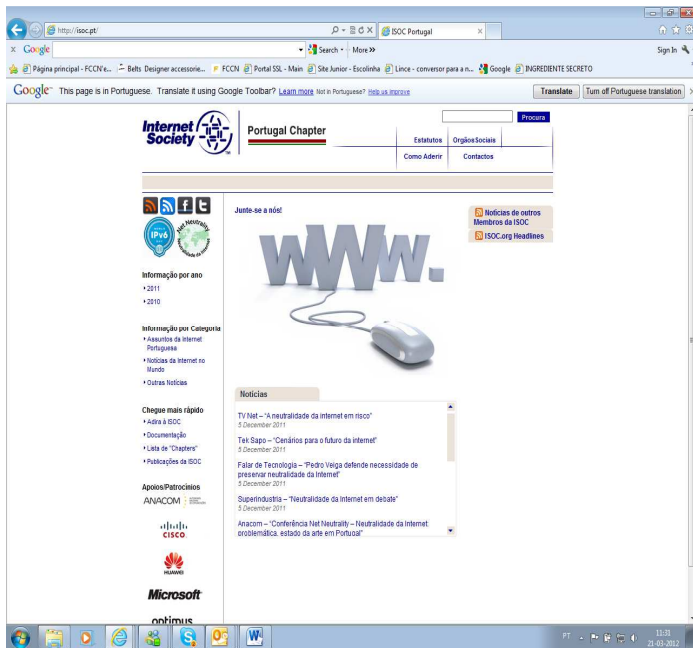 http://isoc.pt/
ISOC Portugal
Google
Search
More >>
Sign In
Página principal - FCCN'e...
Belts Designer accessorie...
FCCN
Portal SSL - Main
Site Junior - Escolinha
Lince - conversor para a n...
Google
INGREDIENTE SECRETO
Google
This page is in Portuguese. Translate it using Google Toolbar? Learn more
Not in Portuguese? Help us improve
Translate
Turn off Portuguese translation
Internet
Society
Portugal Chapter
Procura
Estatutos
Orgãos Sociais
Como Aderir
Contactos
IPv6
Net Neutrality
Junte-se a nós!
WWW.
Noticias de outros
Membros da ISOC
ISOC.org Headlines
Informação por ano
2011
2010
Informação por Categoria
Assuntos da Internet
Portuguesa
Notícias da Internet no
Mundo
Outras Notícias
Chegue mais rápido
Adira à ISOC
Documentação
Lista de "Chapters"
Publicações da ISOC
Apoios/Patrocínios
ANACOM
CISCO
HUAWEI
Microsoft
optimus
Noticias
TV Net – "A neutralidade da internet em risco"
5 December 2011
Tek Sapo – "Cenários para o futuro da internet"
5 December 2011
Falar de Tecnologia – "Pedro Veiga defende necessidade de
preservar neutralidade da Internet"
5 December 2011
Superindustria – "Neutralidade da Internet em debate"
5 December 2011
Anacom – "Conferência Net Neutrality – Neutralidade da Internet:
problemática, estado da arte em Portugal"
PT
11:31
21-03-2012